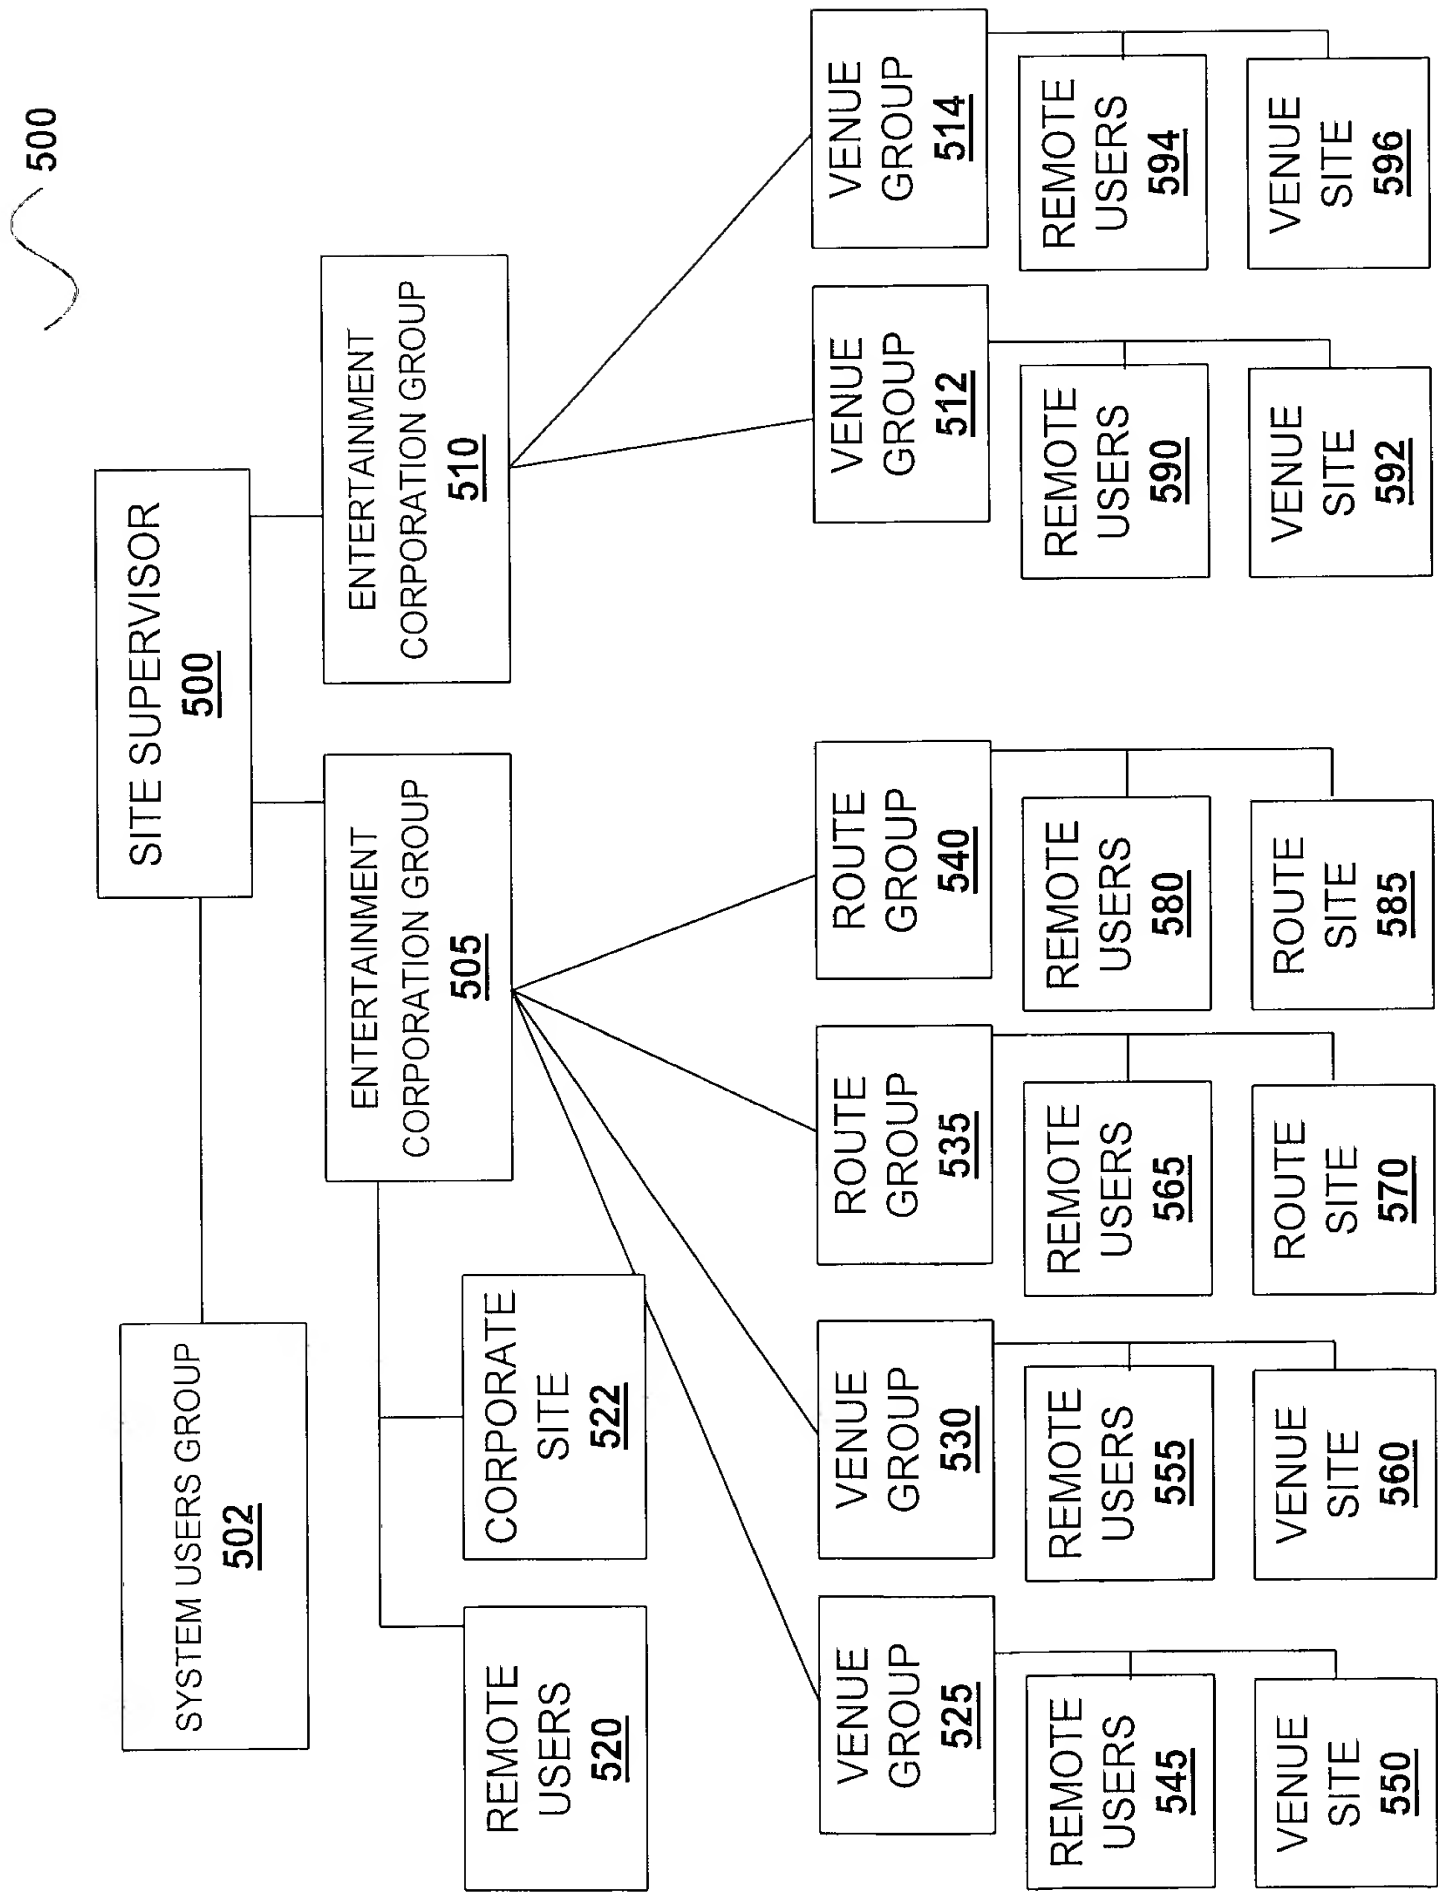 500
SITE SUPERVISOR
500
SYSTEM USERS GROUP
502
ENTERTAINMENT
CORPORATION GROUP
505
ENTERTAINMENT
CORPORATION GROUP
510
REMOTE
USERS
520
CORPORATE
SITE
522
VENUE
GROUP
525
VENUE
GROUP
530
ROUTE
GROUP
535
ROUTE
GROUP
540
VENUE
GROUP
512
VENUE
GROUP
514
REMOTE
USERS
545
REMOTE
USERS
555
REMOTE
USERS
565
REMOTE
USERS
580
REMOTE
USERS
590
REMOTE
USERS
594
VENUE
SITE
550
VENUE
SITE
560
ROUTE
SITE
570
ROUTE
SITE
585
VENUE
SITE
592
VENUE
SITE
596